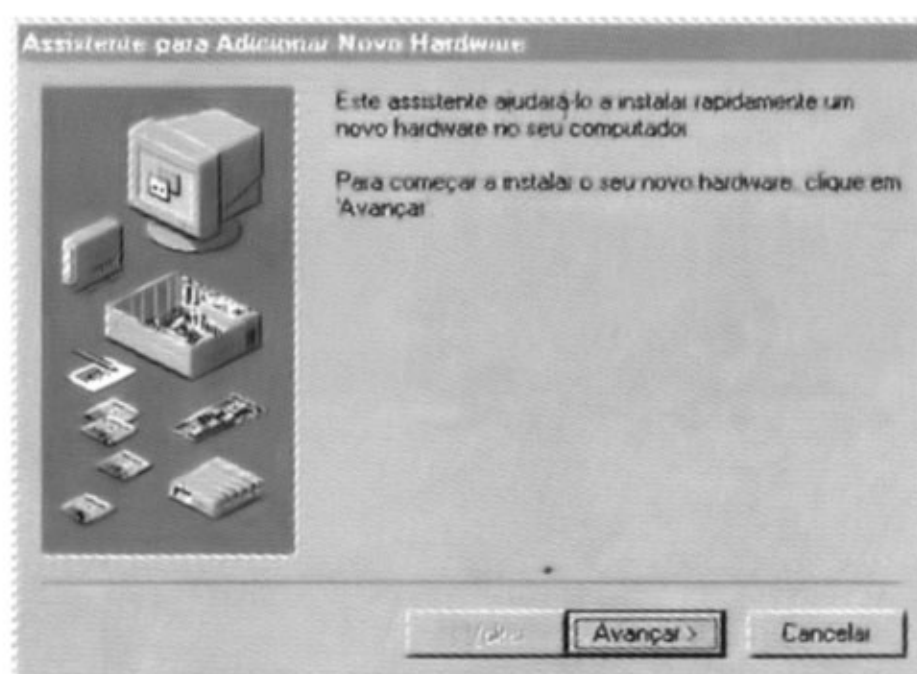 Assistente para Adicionar Novo Hardware
Este assistente ajudará-lo a instalar rapidamente um
novo hardware no seu computador
Para começar a instalar o seu novo hardware, clique em
'Avançar'
Avançar >
Cancelar